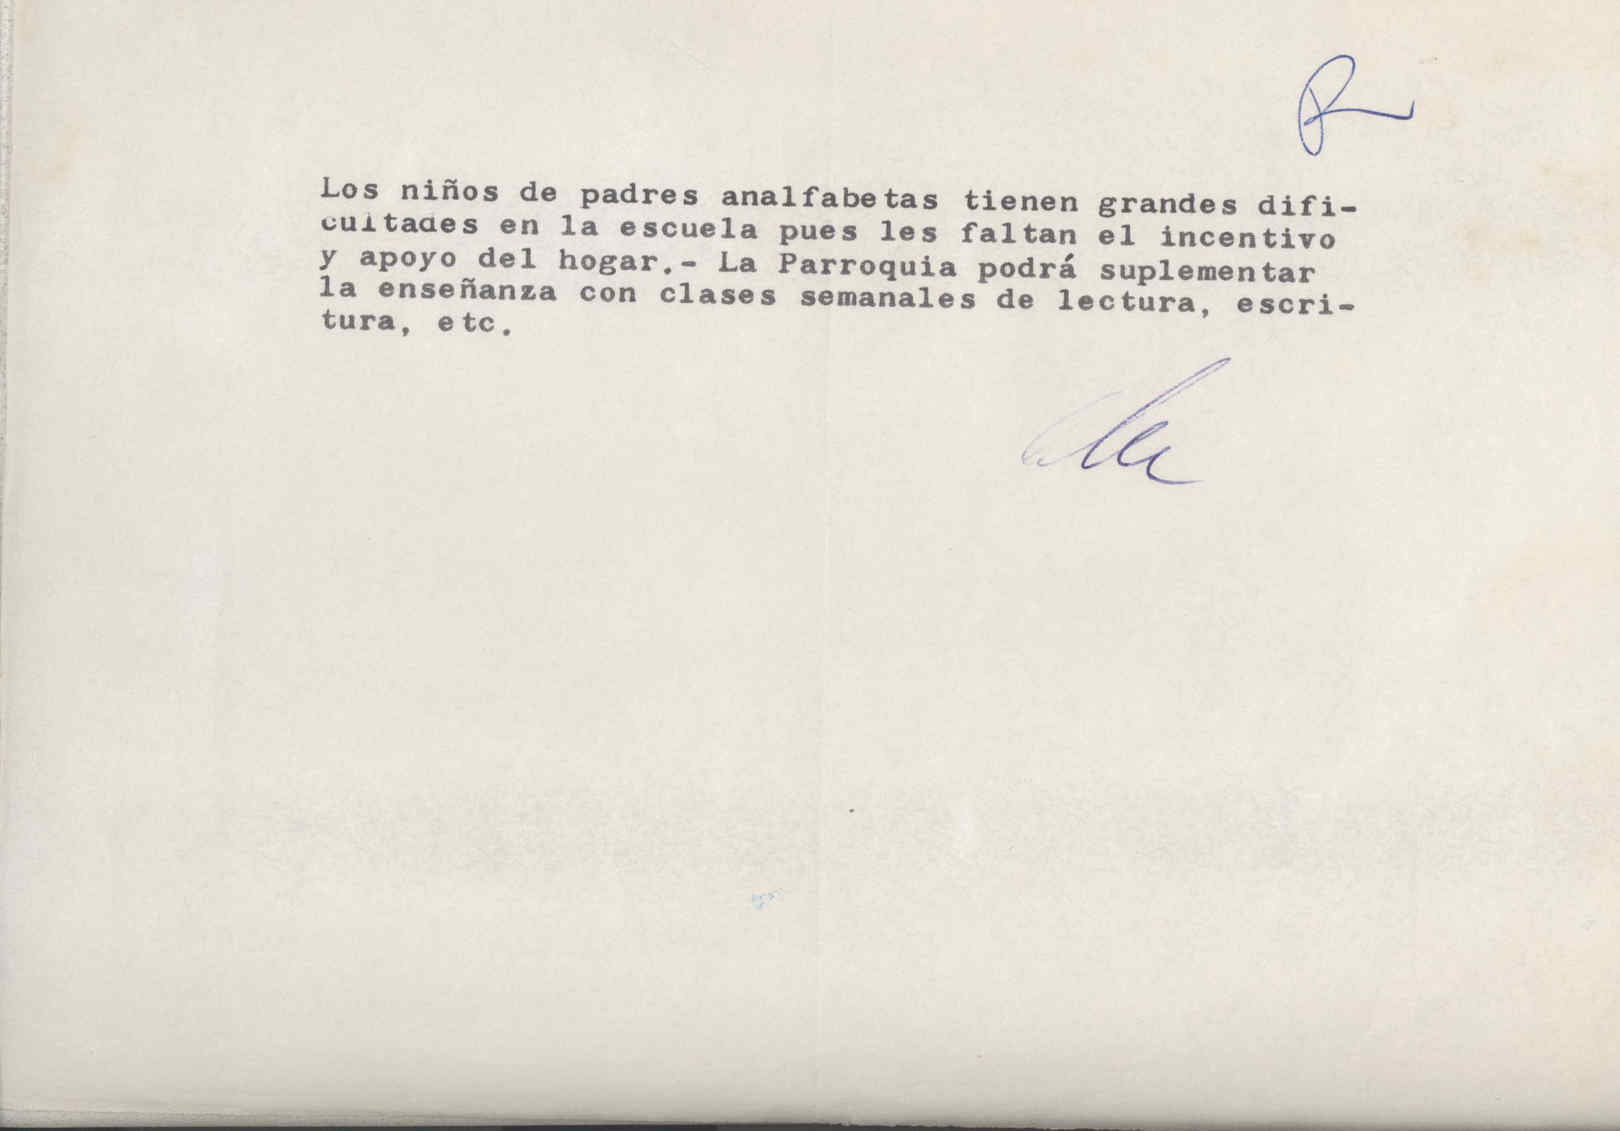 Los niños de padres analfabetas tienen grandes difi-
cultades en la escuela pues les faltan el incentivo
y apoyo del hogar.- La Parroquia podrá suplementar
la enseñanza con clases semanales de lectura, escri-
tura, etc.